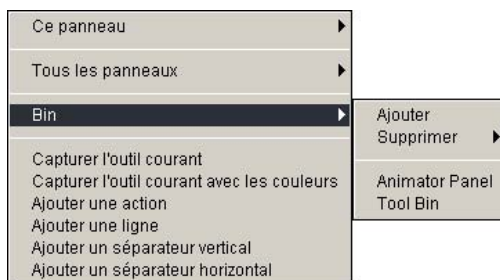 Ce panneau
Tous les panneaux
Bin
Capturer l'outil courant
Capturer l'outil courant avec les couleurs
Ajouter une action
Ajouter une ligne
Ajouter un séparateur vertical
Ajouter un séparateur horizontal
Ajouter
Supprimer
Animator Panel
Tool Bin